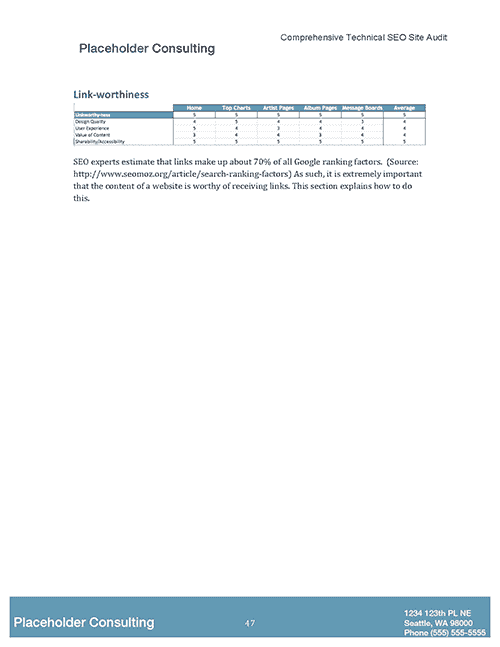 Comprehensive Technical SEO Site Audit
Placeholder Consulting
Link-worthiness
Home Top Charts Artist Pages Album Pages Message Boards Average
Linkworthy-ness 5 5 5 5 5 5
Design Quality 4 5 4 4 3 4
User Experience 5 4 3 4 4 4
Value of Content 3 4 4 3 4 4
Sharability/Accessibility 5 5 5 5 5 5
SEO experts estimate that links make up about 70% of all Google ranking factors. (Source:
http://www.seomoz.org/article/search-ranking-factors) As such, it is extremely important
that the content of a website is worthy of receiving links. This section explains how to do
this.
Placeholder Consulting
47
1234 123th PL NE
Seattle, WA 98000
Phone (555) 555-5555